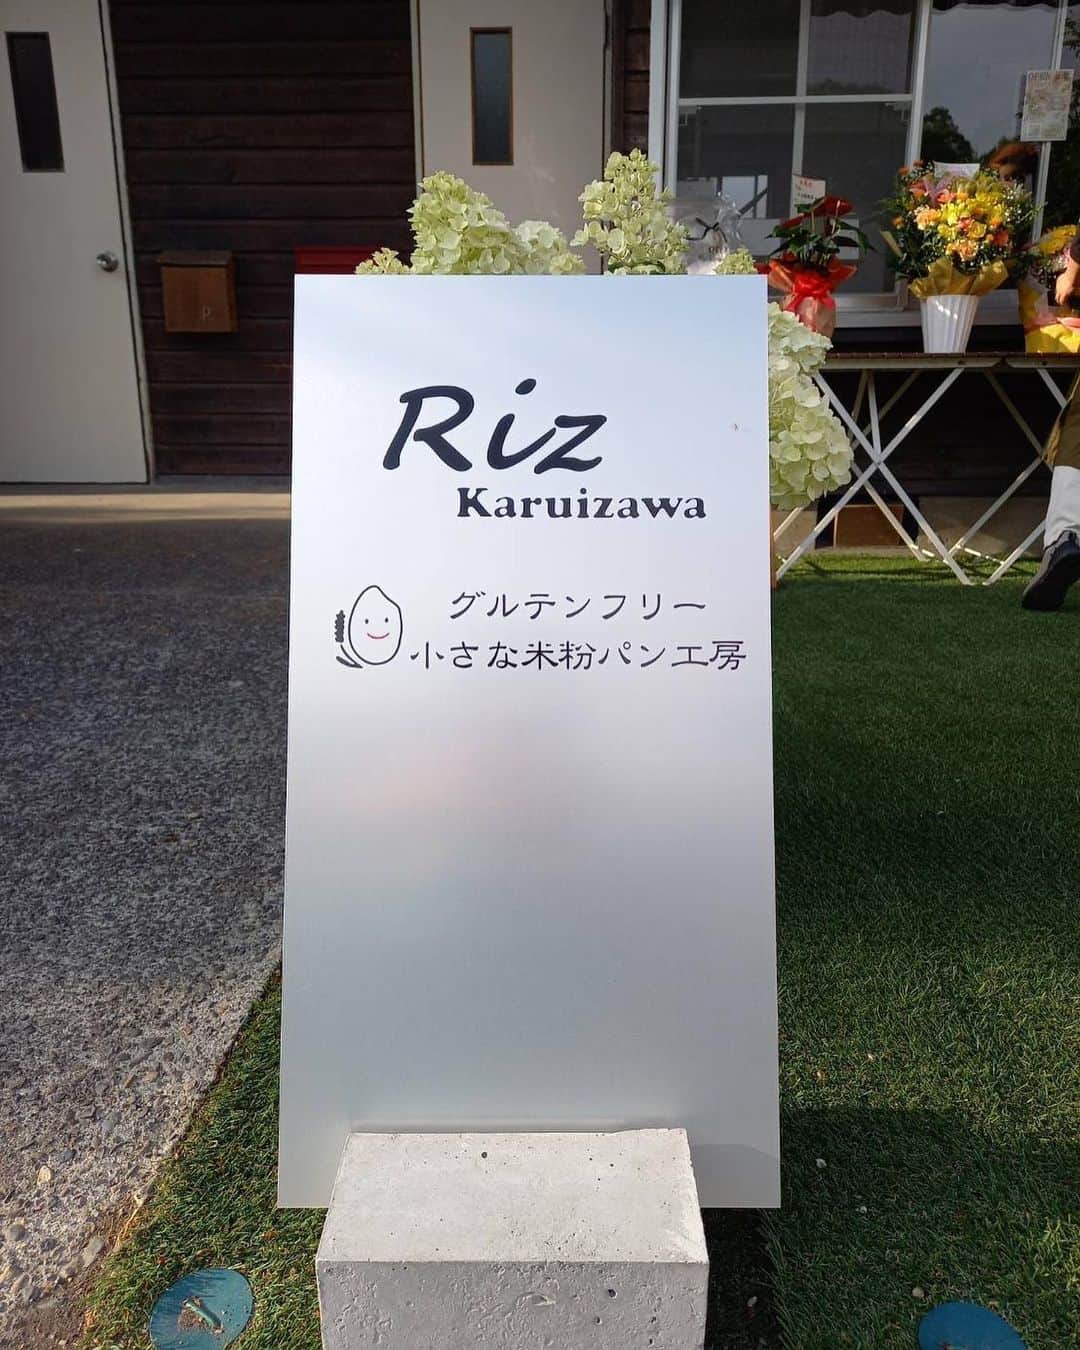 Riz
Karuizawa
グルテンフリー
小さな米粉パン工房
P